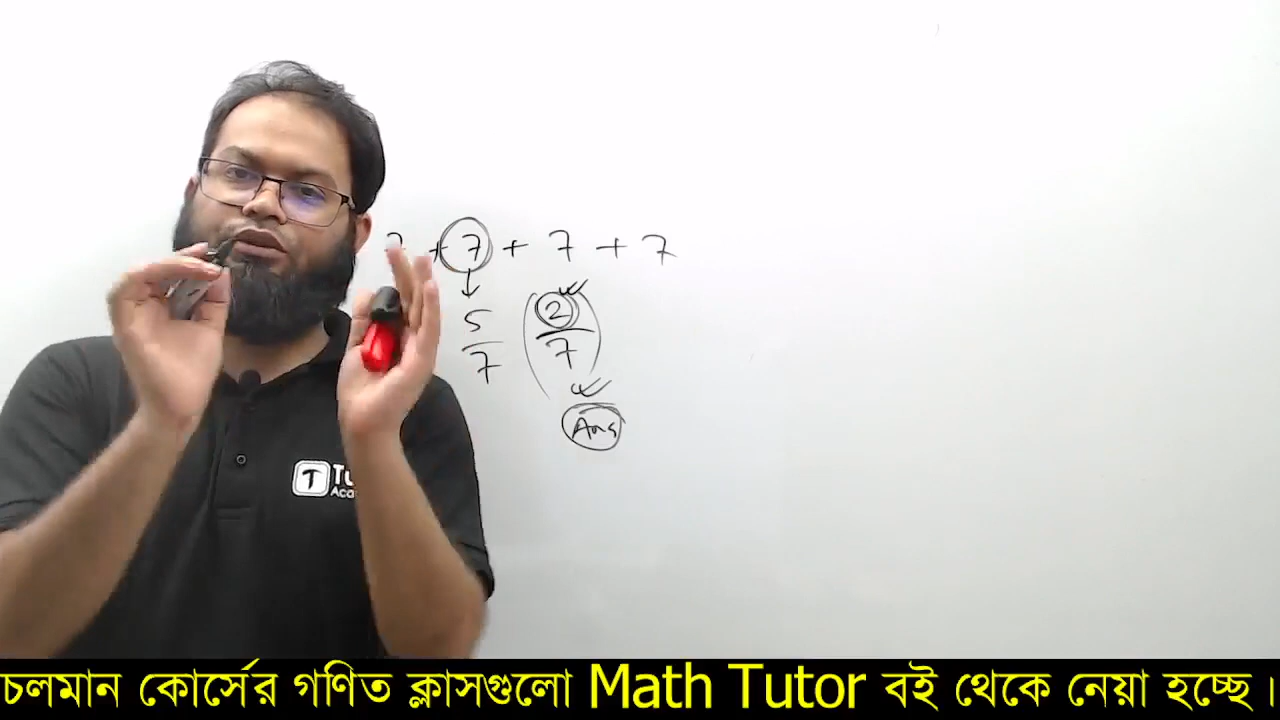 + 7 + 7 + 7
5
7
2
7
Ans
T
চলমান কোর্সের গণিত ক্লাসগুলো Math Tutor বই থেকে নেয়া হচ্ছে।